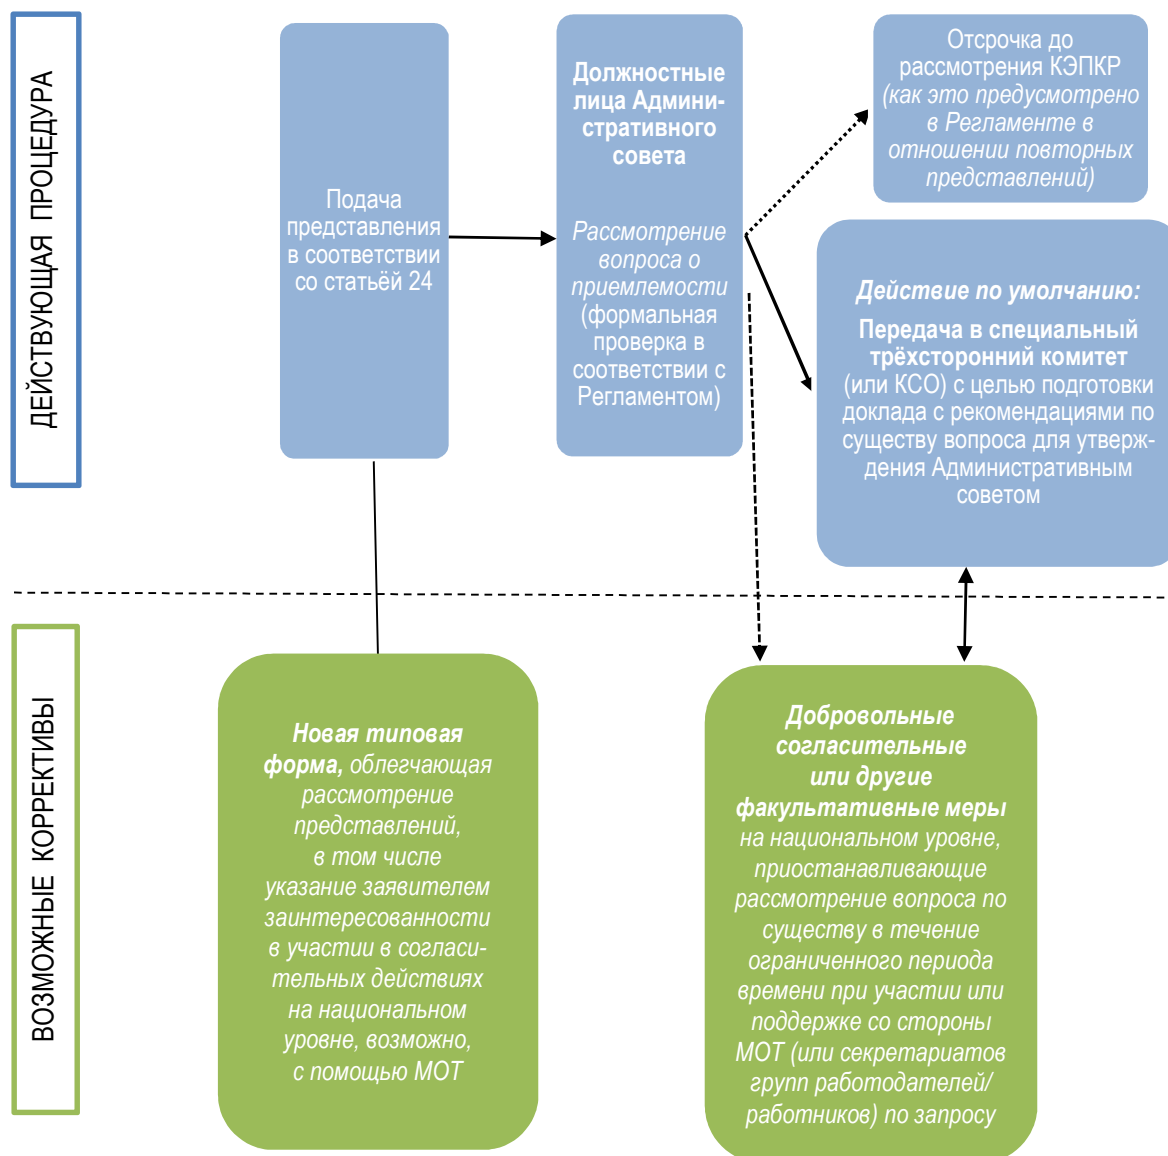 ДЕЙСТВУЮЩАЯ ПРОЦЕДУРА
Подача
представления
в соответствии
со статьёй 24
Должностные
лица Админи-
стративного
совета
Рассмотрение
вопроса о
приемлемости
(формальная
проверка в
соответствии с
Регламентом)
Отсрочка до
рассмотрения КЭПКР
(как это предусмотрено
в Регламенте в
отношении повторных
представлений)
Действие по умолчанию:
Передача в специальный
трёхсторонний комитет
(или КСО) с целью подготовки
доклада с рекомендациями по
существу вопроса для утверж-
дения Административным
советом
ВОЗМОЖНЫЕ КОРРЕКТИВЫ
Новая типовая
форма, облегчающая
рассмотрение
представлений,
в том числе
указание заявителем
заинтересованности
в участии в согласи-
тельных действиях
на национальном
уровне, возможно,
с помощью МОТ
Добровольные
согласительные
или другие
факультативные меры
на национальном уровне,
приостанавливающие
рассмотрение вопроса по
существу в течение
ограниченного периода
времени при участии или
поддержке со стороны
МОТ (или секретариатов
групп работодателей/
работников) по запросу